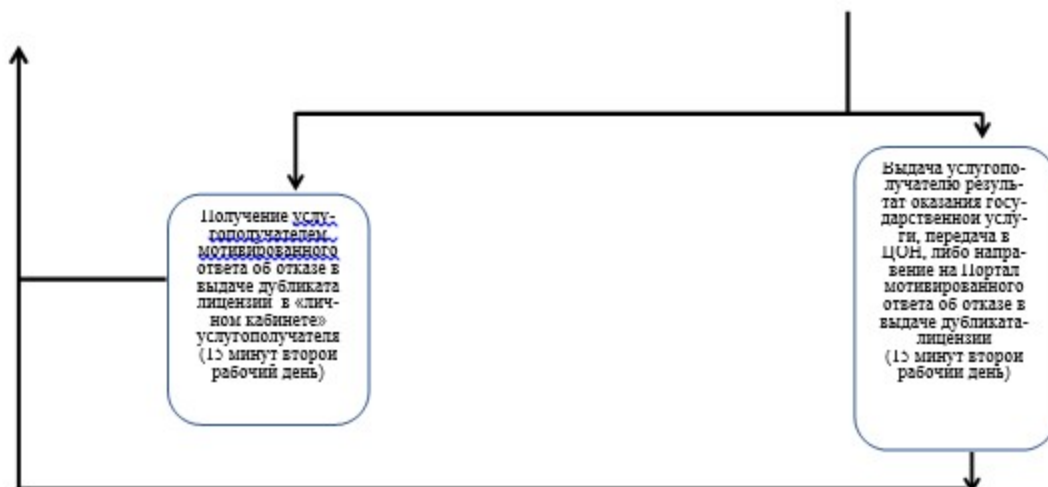 Получение услу-
гополучателем
мотивированного
ответа об отказе в
выдаче дубликата
лицензии в «лич-
ном кабинете»
услугополучателя
(15 минут второй
рабочий день)
Выдача услугопо-
лучателю резуль-
тат оказания госу-
дарственной услу-
ги, передача в
ЦОН, либо напра-
вение на Портал
мотивированного
ответа об отказе в
выдаче дубликата-
лицензии
(15 минут второй
рабочий день)